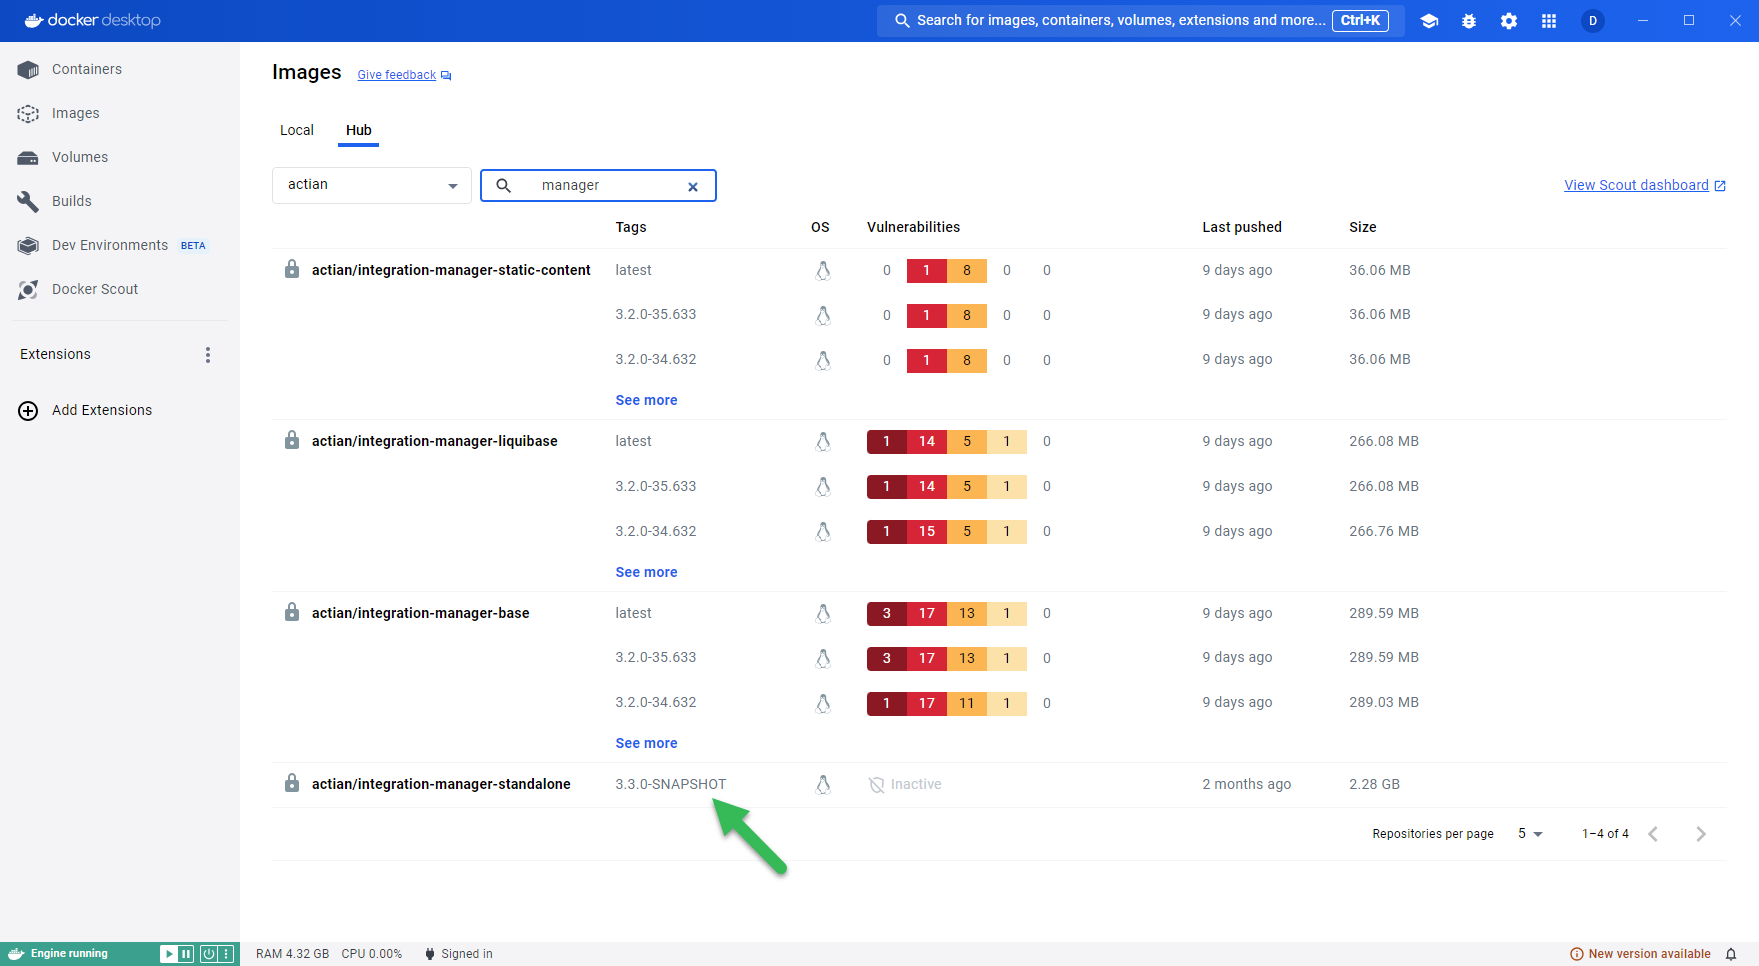 docker desktop
Search for images, containers, volumes, extensions and more... Ctrl+K
D
Containers
Images
Volumes
Builds
Dev Environments BETA
Docker Scout
Extensions
Add Extensions
Images Give feedback
Local Hub
actian manager View Scout dashboard
Tags OS Vulnerabilities Last pushed Size
actian/integration-manager-static-content latest 0 1 8 0 0 9 days ago 36.06 MB
3.2.0-35.633 0 1 8 0 0 9 days ago 36.06 MB
3.2.0-34.632 0 1 8 0 0 9 days ago 36.06 MB
See more
actian/integration-manager-liquibase latest 1 14 5 1 0 9 days ago 266.08 MB
3.2.0-35.633 1 14 5 1 0 9 days ago 266.08 MB
3.2.0-34.632 1 15 5 1 0 9 days ago 266.76 MB
See more
actian/integration-manager-base latest 3 17 13 1 0 9 days ago 289.59 MB
3.2.0-35.633 3 17 13 1 0 9 days ago 289.59 MB
3.2.0-34.632 1 17 11 1 0 9 days ago 289.03 MB
See more
actian/integration-manager-standalone 3.3.0-SNAPSHOT Inactive 2 months ago 2.28 GB
Repositories per page 5 1–4 of 4
Engine running RAM 4.32 GB CPU 0.00% Signed in New version available